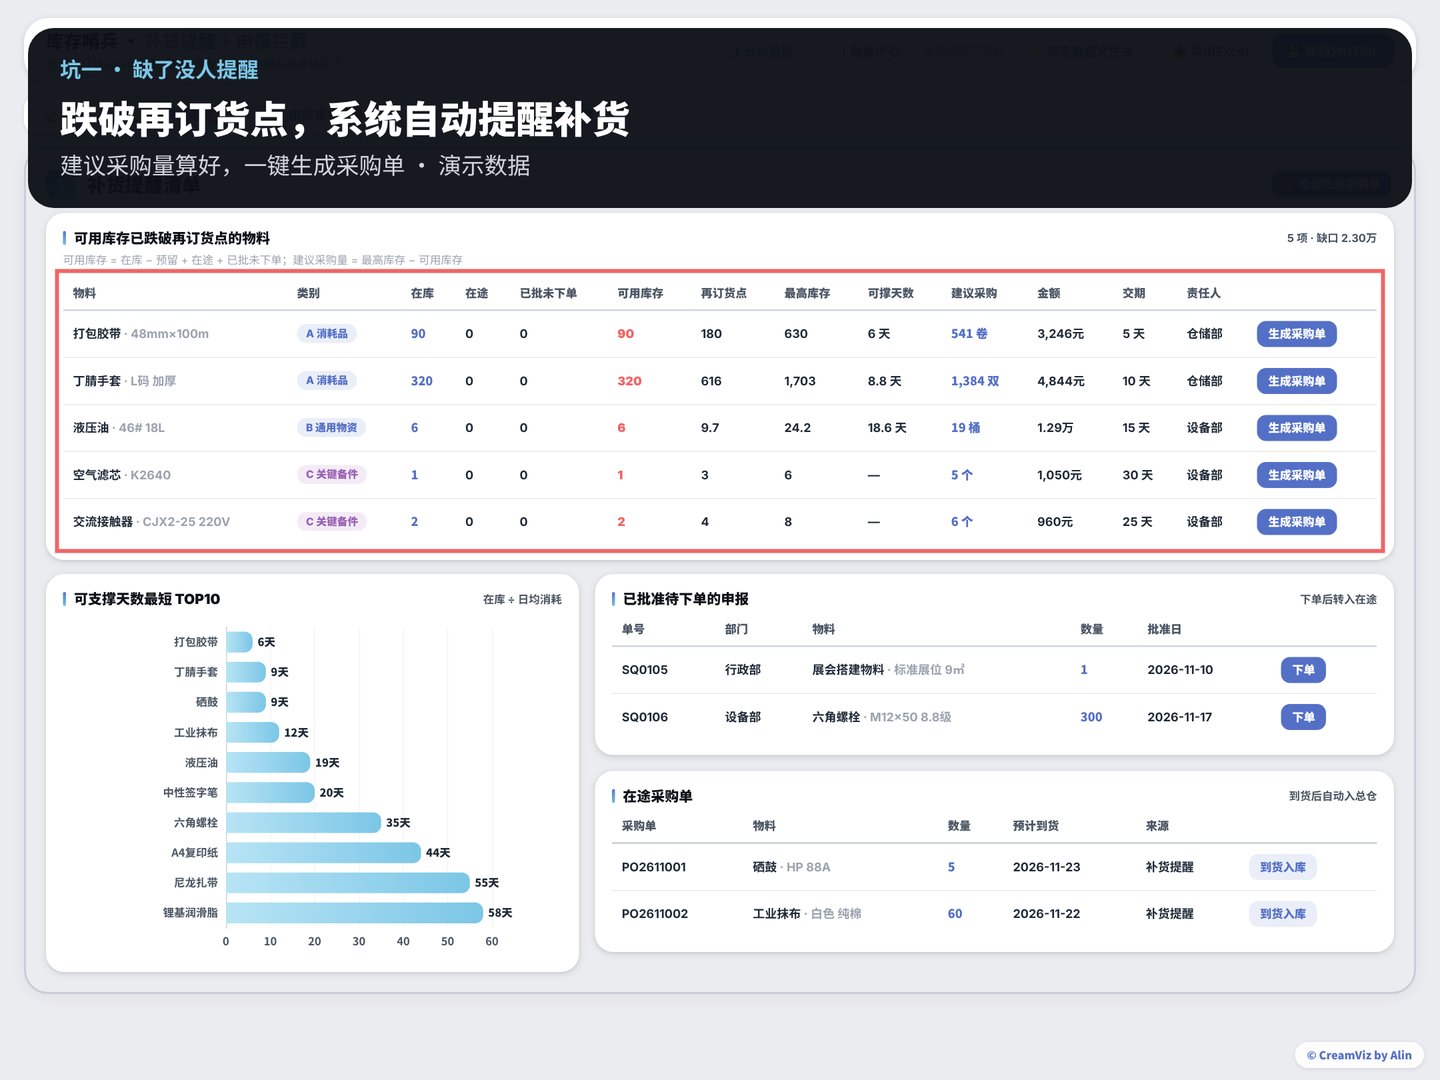 坑一 · 缺了没人提醒
跌破再订货点，系统自动提醒补货
建议采购量算好，一键生成采购单 · 演示数据
可用库存已跌破再订货点的物料
5 项 · 缺口 2.30万
可用库存 = 在库 − 预留 + 在途 + 已批未下单；建议采购量 = 最高库存 − 可用库存
物料 类别 在库 在途 已批未下单 可用库存 再订货点 最高库存 可撑天数 建议采购 金额 交期 责任人
打包胶带 · 48mm×100m A 消耗品 90 0 0 90 180 630 6 天 541 卷 3,246元 5 天 仓储部 生成采购单
丁腈手套 · L码 加厚 A 消耗品 320 0 0 320 616 1,703 8.8 天 1,384 双 4,844元 10 天 仓储部 生成采购单
液压油 · 46# 18L B 通用物资 6 0 0 6 9.7 24.2 18.6 天 19 桶 1.29万 15 天 设备部 生成采购单
空气滤芯 · K2640 C 关键备件 1 0 0 1 3 6 — 5 个 1,050元 30 天 设备部 生成采购单
交流接触器 · CJX2-25 220V C 关键备件 2 0 0 2 4 8 — 6 个 960元 25 天 设备部 生成采购单
可支撑天数最短 TOP10
在库 ÷ 日均消耗
打包胶带 6天
丁腈手套 9天
硒鼓 9天
工业抹布 12天
液压油 19天
中性签字笔 20天
六角螺栓 35天
A4复印纸 44天
尼龙扎带 55天
锂基润滑脂 58天
0 10 20 30 40 50 60
已批准待下单的申报
下单后转入在途
单号 部门 物料 数量 批准日
SQ0105 行政部 展会搭建物料 · 标准展位 9㎡ 1 2026-11-10 下单
SQ0106 设备部 六角螺栓 · M12×50 8.8级 300 2026-11-17 下单
在途采购单
到货后自动入总仓
采购单 物料 数量 预计到货 来源
PO2611001 硒鼓 · HP 88A 5 2026-11-23 补货提醒 到货入库
PO2611002 工业抹布 · 白色 纯棉 60 2026-11-22 补货提醒 到货入库
© CreamViz by Alin